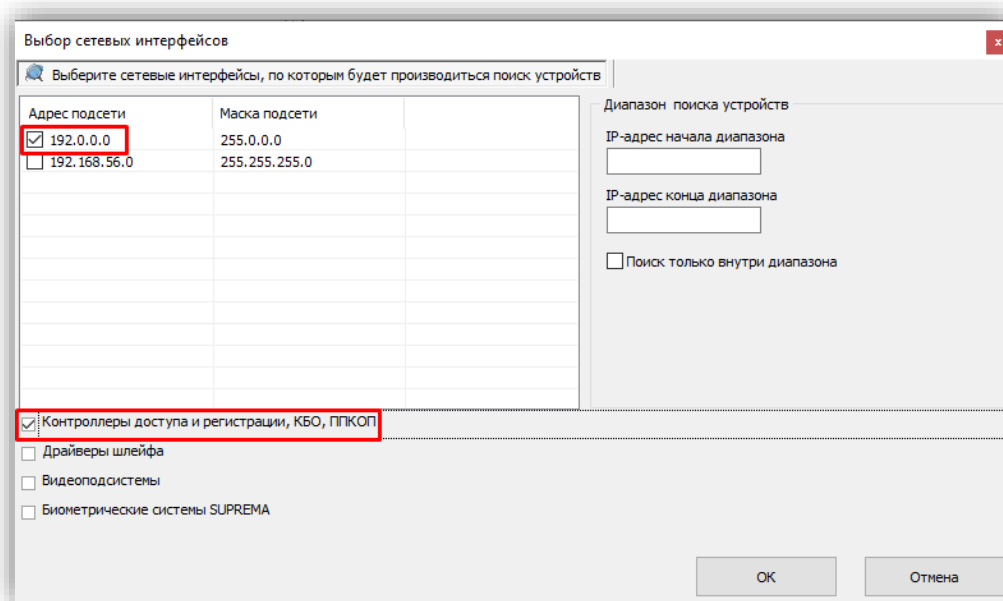 Выбор сетевых интерфейсов
x
Выберите сетевые интерфейсы, по которым будет производиться поиск устройств
Адрес подсети Маска подсети
192.0.0.0 255.0.0.0
192.168.56.0 255.255.255.0
Диапазон поиска устройств
IP-адрес начала диапазона
IP-адрес конца диапазона
Поиск только внутри диапазона
Контроллеры доступа и регистрации, КБО, ППКОП
Драйверы шлейфа
Видеоподсистемы
Биометрические системы SUPREMA
ОК Отмена